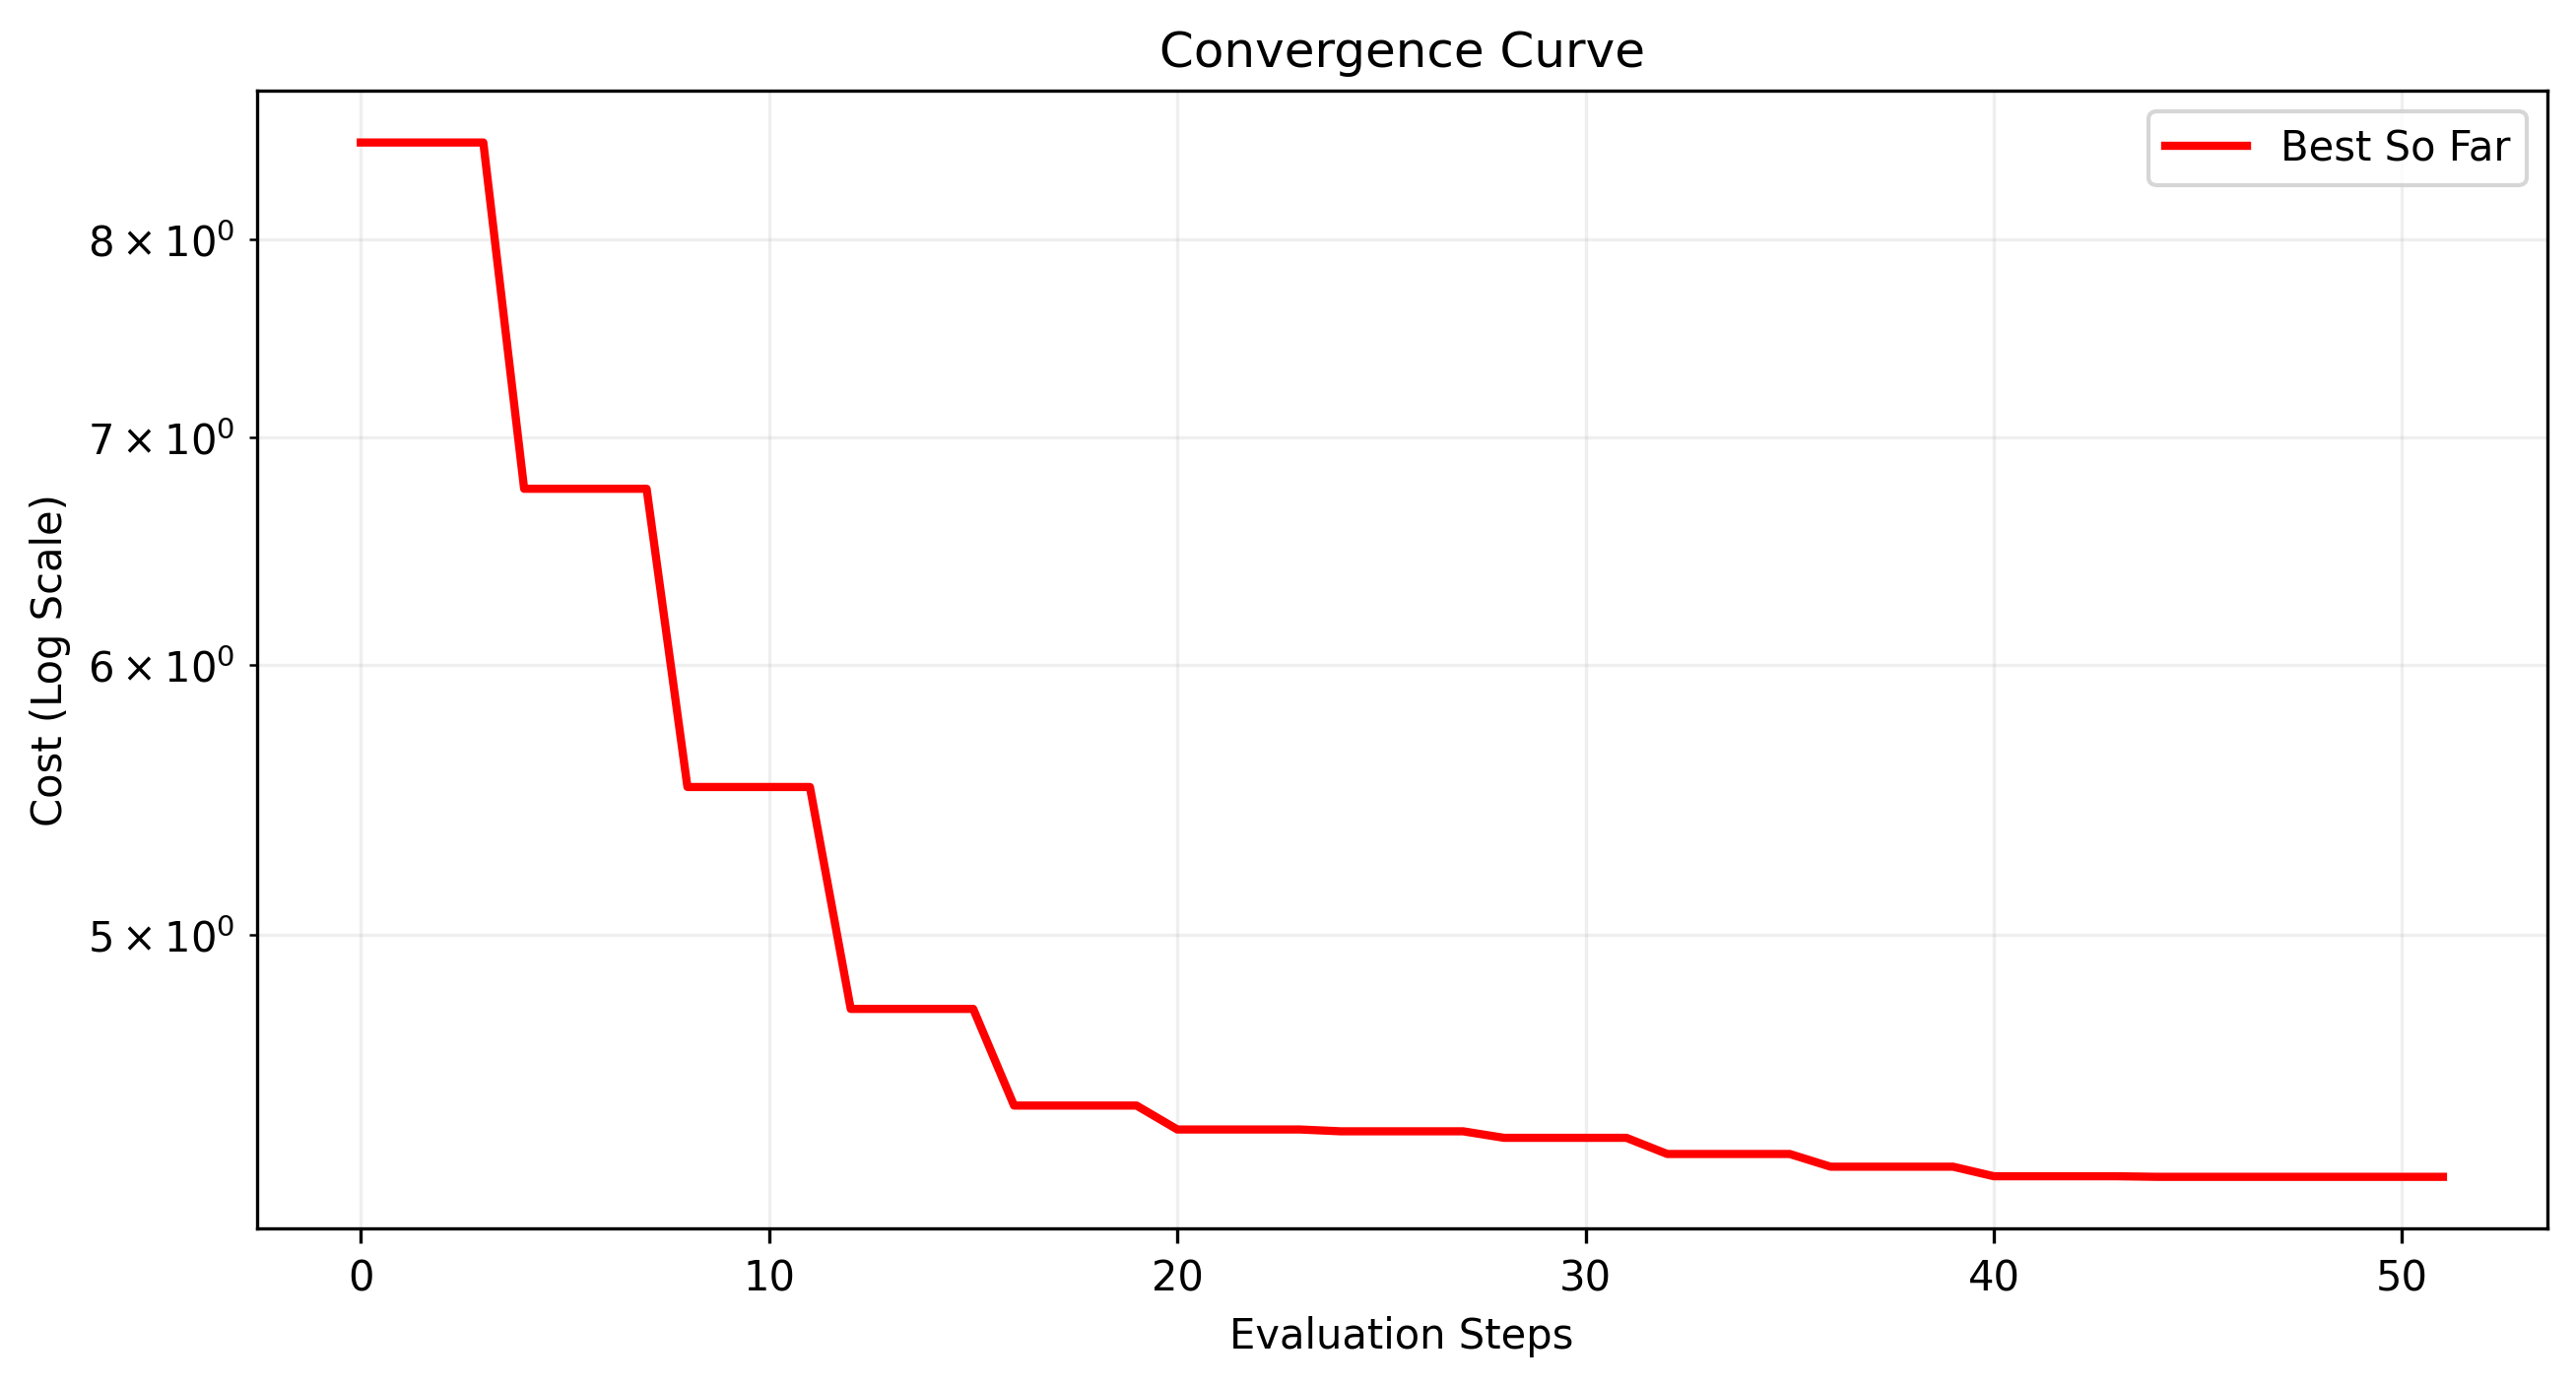 Convergence Curve
Best So Far
8 × 10⁰
7 × 10⁰
6 × 10⁰
5 × 10⁰
Cost (Log Scale)
0 10 20 30 40 50
Evaluation Steps